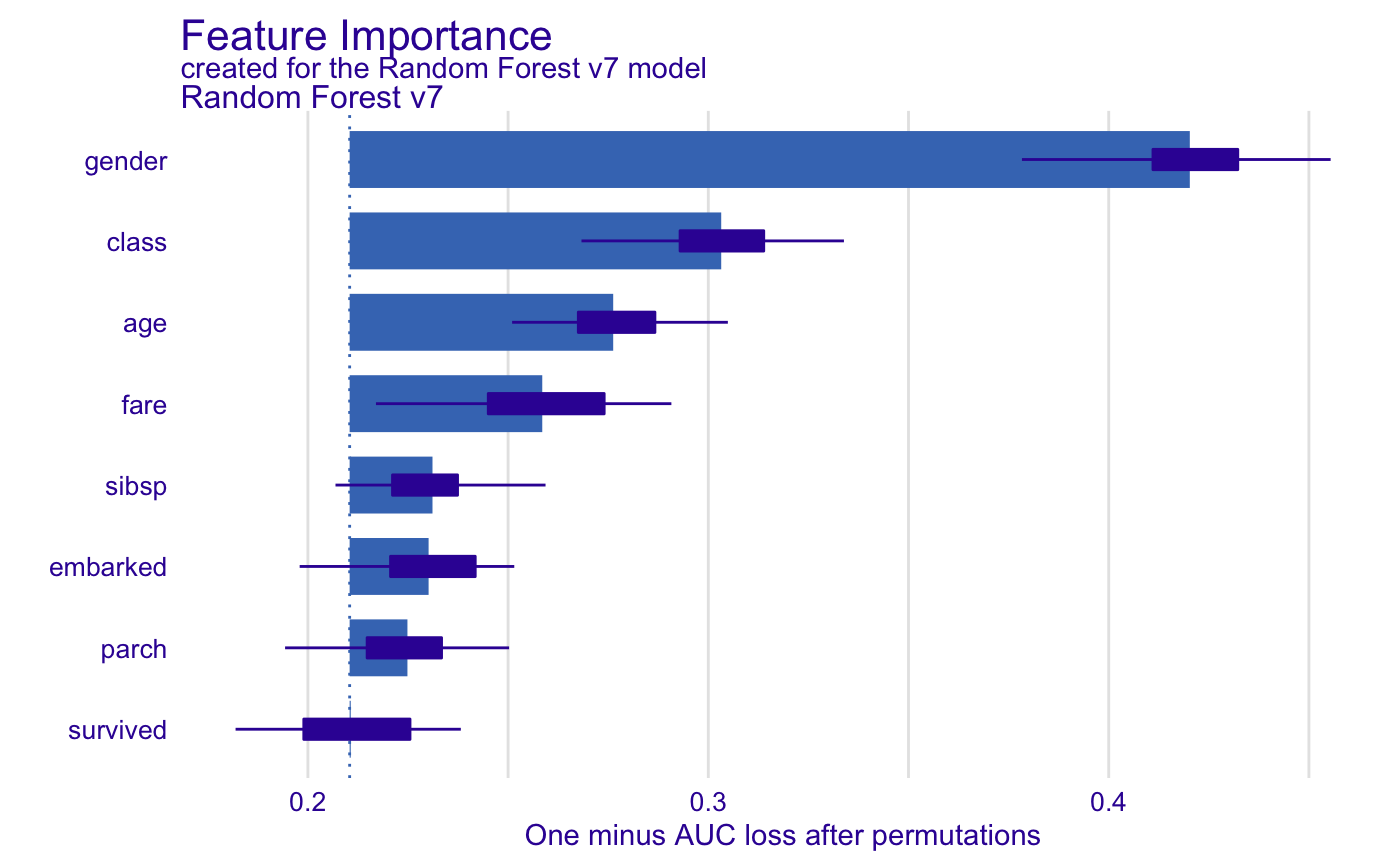 Feature Importance
created for the Random Forest v7 model
Random Forest v7
gender
class
age
fare
sibsp
embarked
parch
survived
0.2 0.3 0.4
One minus AUC loss after permutations